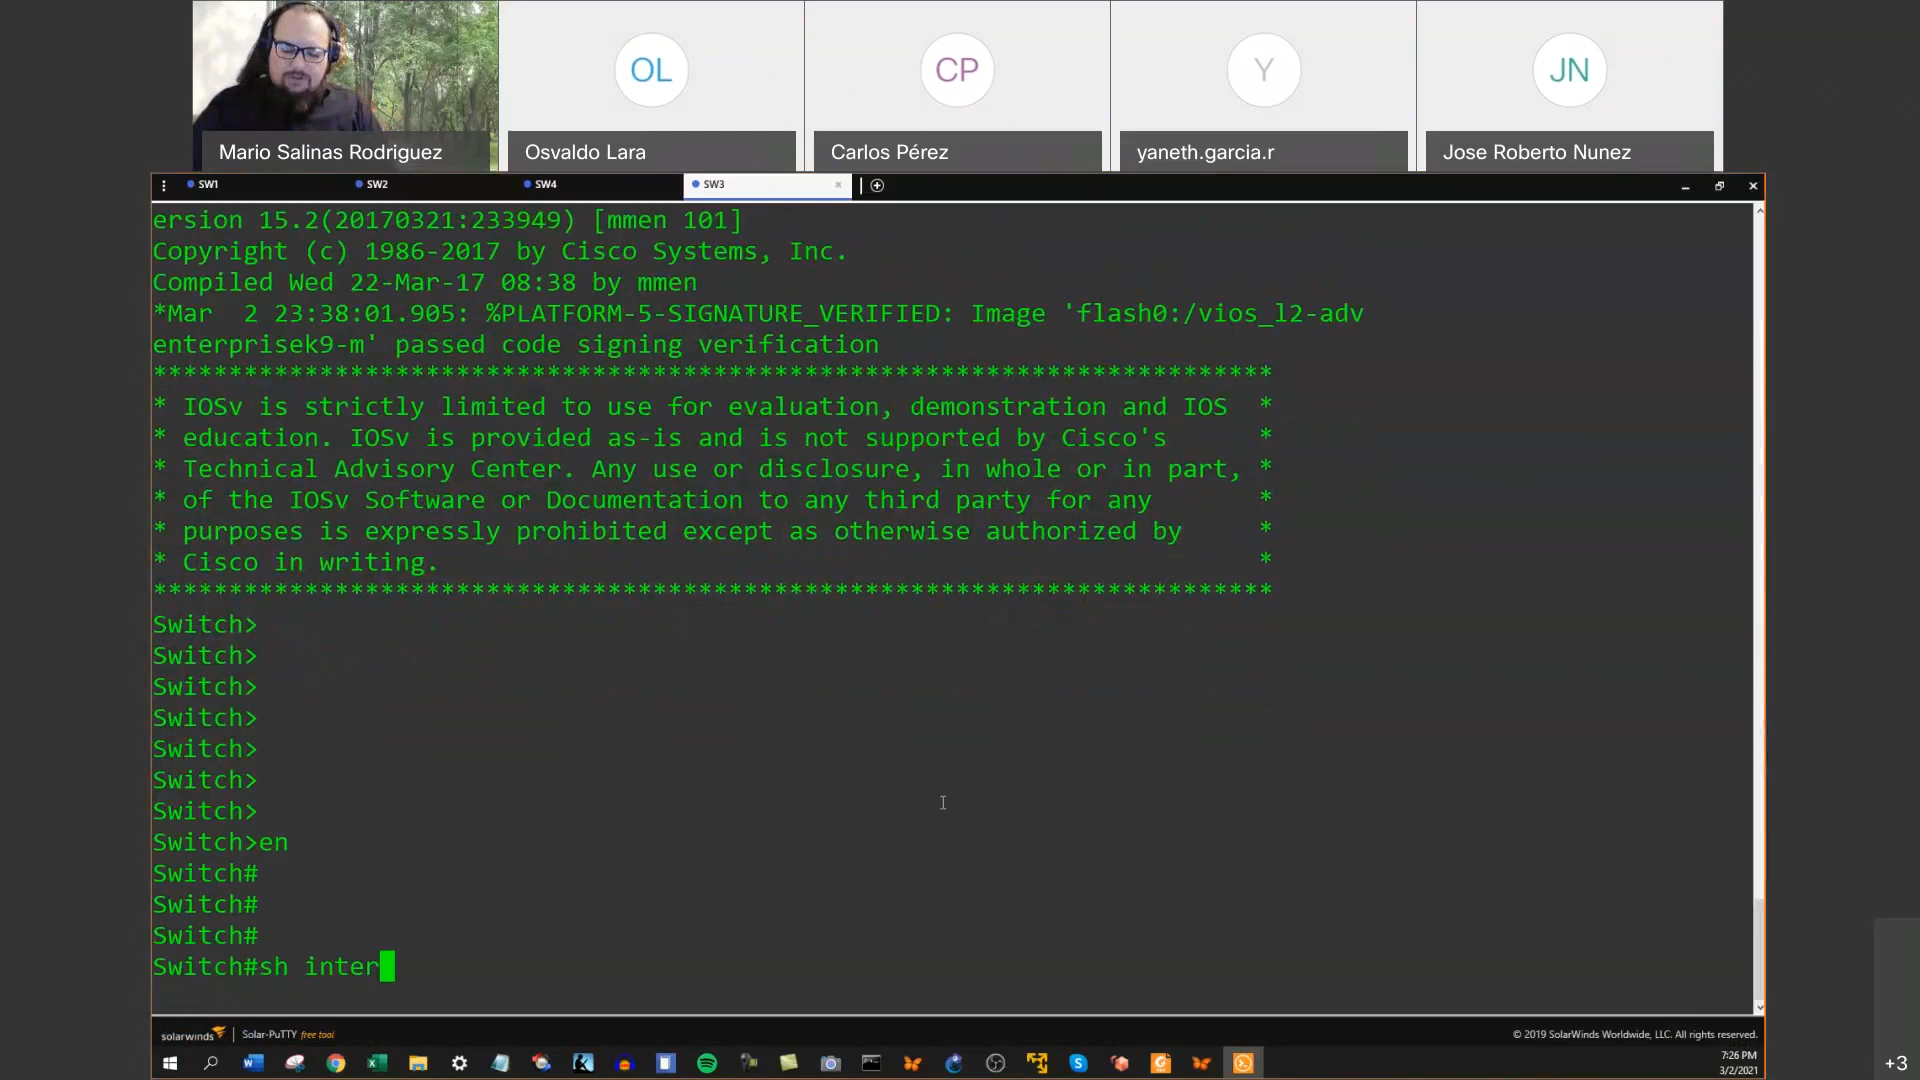 OL
CP
Y
JN
Mario Salinas Rodriguez
Osvaldo Lara
Carlos Pérez
yaneth.garcia.r
Jose Roberto Nunez
SW1
SW2
SW4
SW3
ersion 15.2(20170321:233949) [mmen 101]
Copyright (c) 1986-2017 by Cisco Systems, Inc.
Compiled Wed 22-Mar-17 08:38 by mmen
*Mar  2 23:38:01.905: %PLATFORM-5-SIGNATURE_VERIFIED: Image 'flash0:/vios_l2-adv
enterprisek9-m' passed code signing verification
**************************************************************************
* IOSv is strictly limited to use for evaluation, demonstration and IOS  *
* education. IOSv is provided as-is and is not supported by Cisco's      *
* Technical Advisory Center. Any use or disclosure, in whole or in part, *
* of the IOSv Software or Documentation to any third party for any       *
* purposes is expressly prohibited except as otherwise authorized by     *
* Cisco in writing.                                                      *
**************************************************************************
Switch>
Switch>
Switch>
Switch>
Switch>
Switch>
Switch>
Switch>en
Switch#
Switch#
Switch#
Switch#sh inter
solarwinds | Solar-PuTTY free tool
© 2019 SolarWinds Worldwide, LLC. All rights reserved.
7:26 PM
3/2/2021
+3